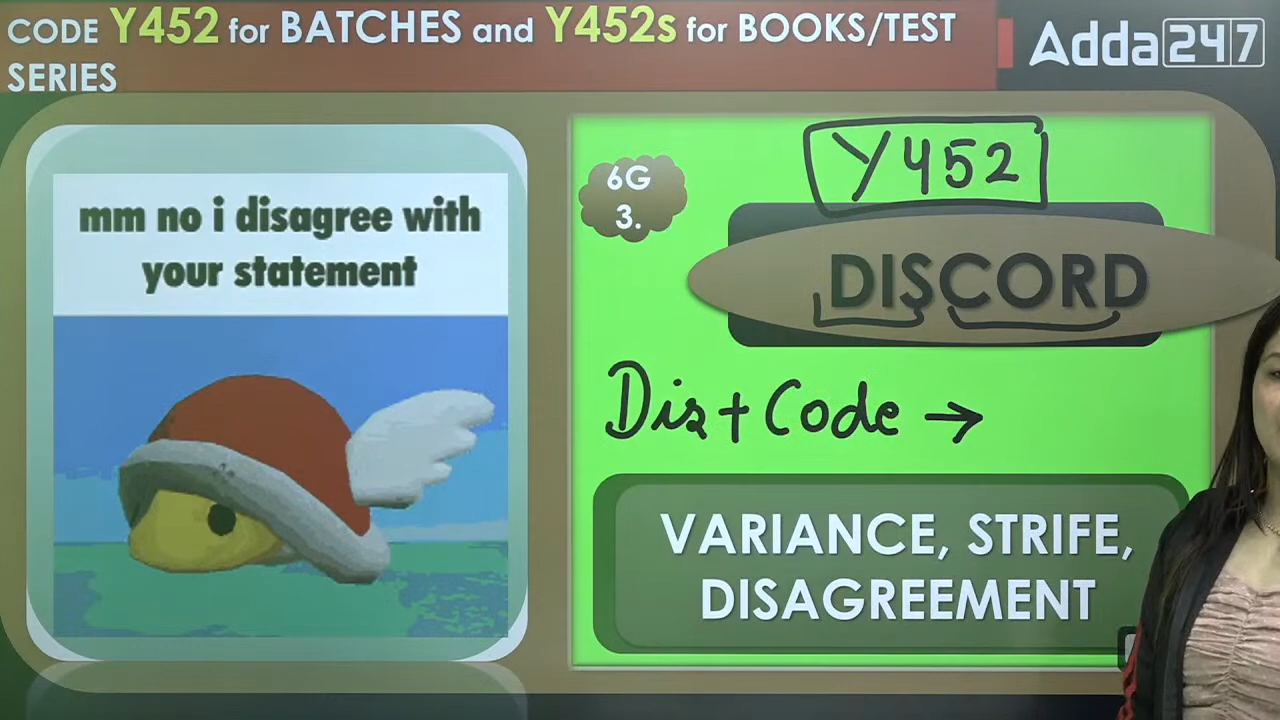 CODE Y452 for BATCHES and Y452s for BOOKS/TEST
SERIES
Adda247
mm no i disagree with
your statement
6G
3.
Y452
DISCORD
Dis + Code →
VARIANCE, STRIFE,
DISAGREEMENT